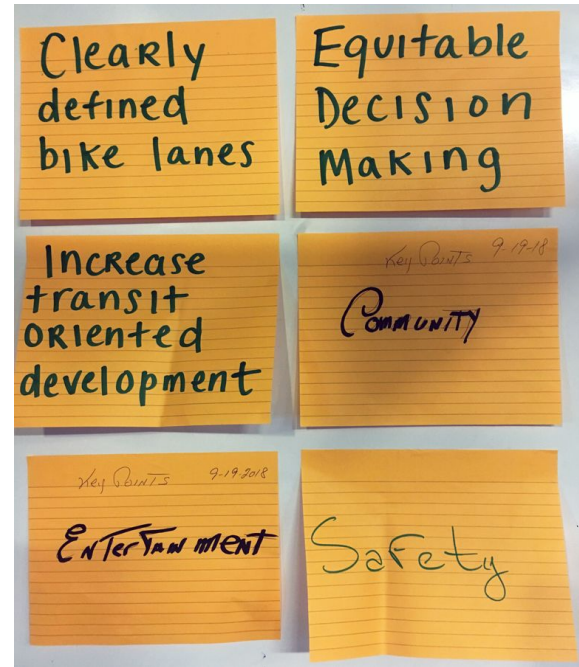 Clearly
defined
bike lanes
Equitable
Decision
Making
Increase
transit
oriented
development
Key Points 9-19-18
Community
Key Points 9-19-2018
Entertainment
Safety